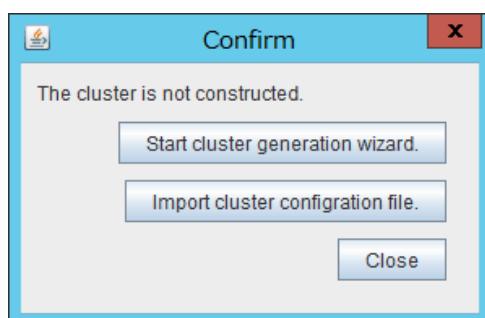 Confirm
x
The cluster is not constructed.
Start cluster generation wizard.
Import cluster configration file.
Close